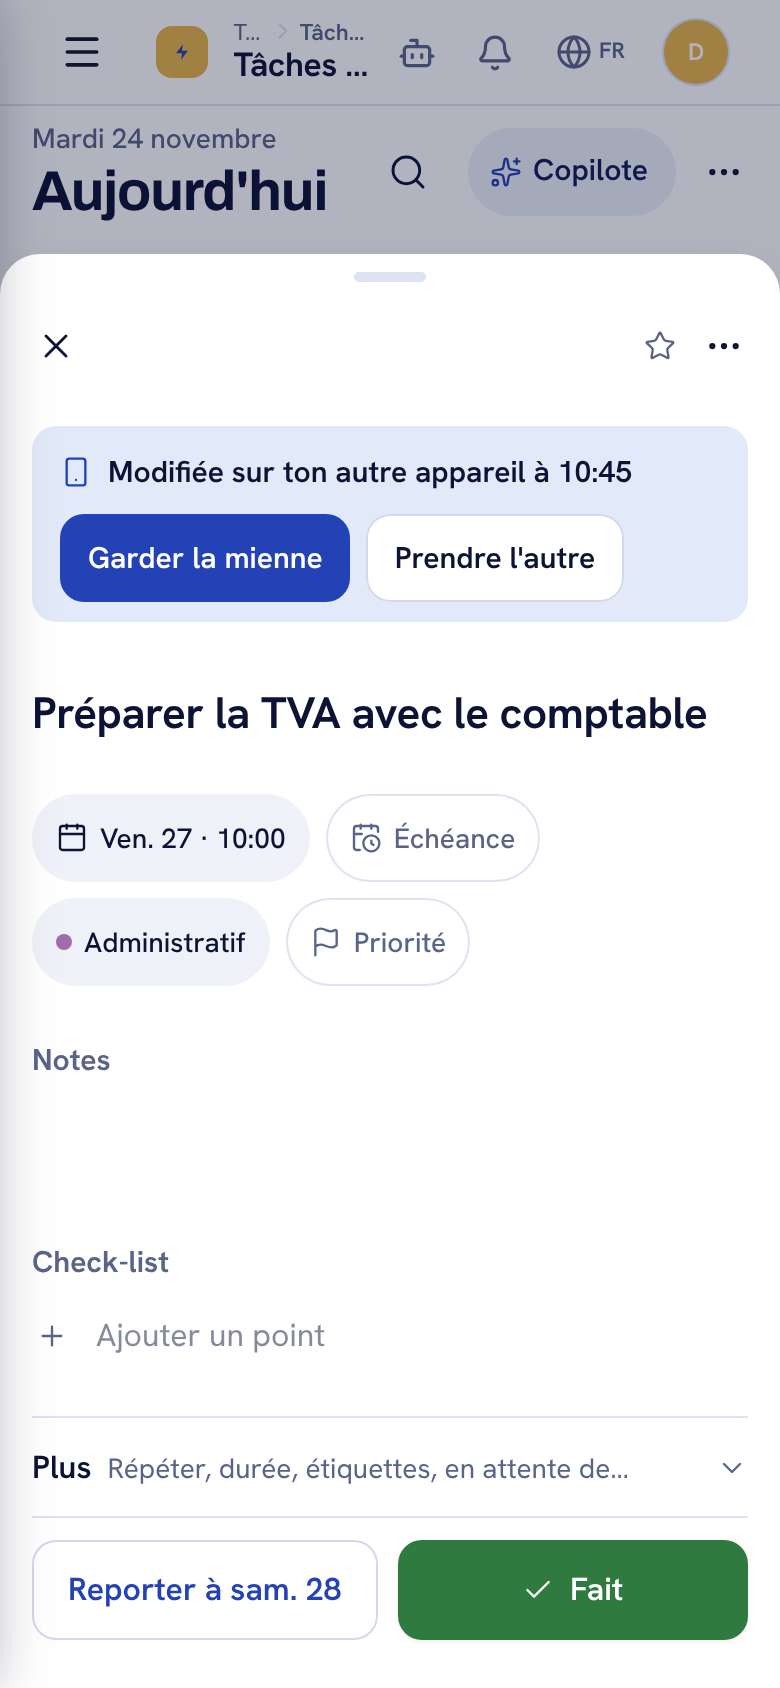 T... > Tâch...
Tâches ...
FR
D
Mardi 24 novembre
Aujourd'hui
Copilote
Modifiée sur ton autre appareil à 10:45
Garder la mienne
Prendre l'autre
Préparer la TVA avec le comptable
Ven. 27 · 10:00
Échéance
Administratif
Priorité
Notes
Check-list
Ajouter un point
Plus Répéter, durée, étiquettes, en attente de...
Reporter à sam. 28
Fait